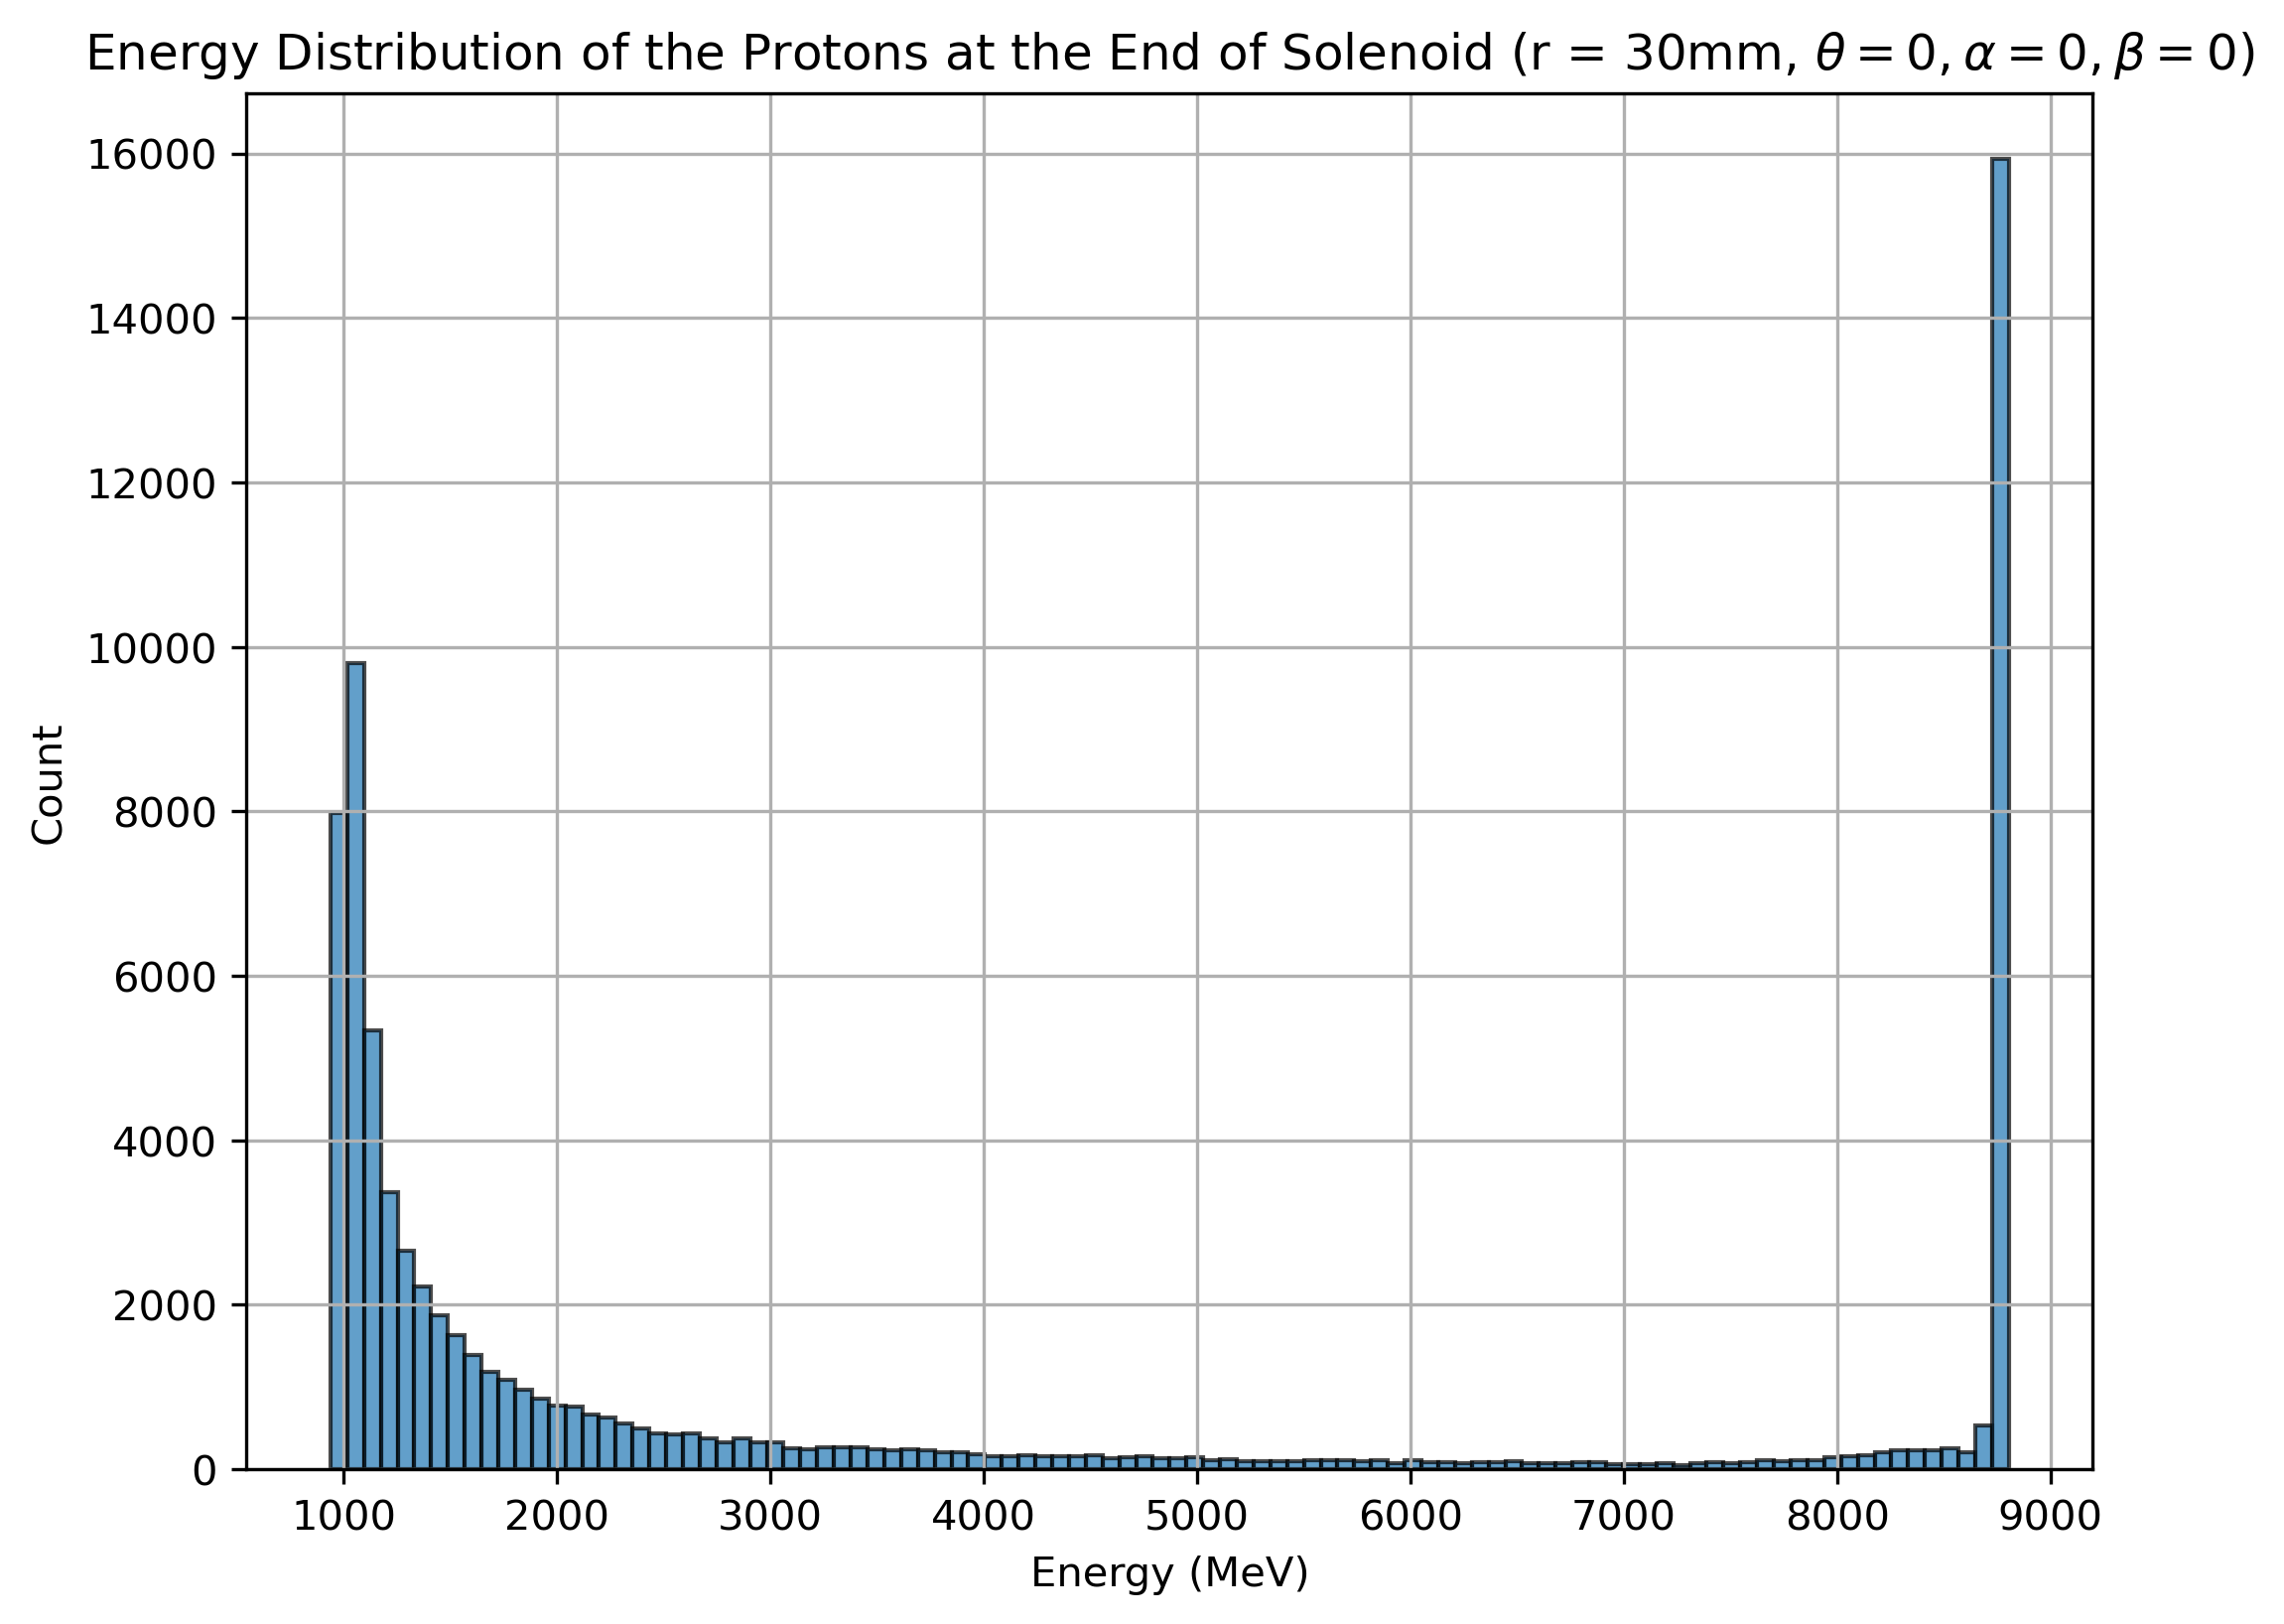 Energy Distribution of the Protons at the End of Solenoid (r = 30mm, θ = 0, α = 0, β = 0)
16000
14000
12000
10000
8000
6000
4000
2000
0
Count
1000 2000 3000 4000 5000 6000 7000 8000 9000
Energy (MeV)